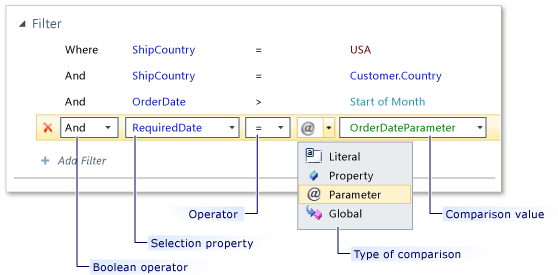 Filter
Where ShipCountry = USA
And ShipCountry = Customer.Country
And OrderDate > Start of Month
And RequiredDate = @ OrderDateParameter
Add Filter
Literal
Property
@ Parameter
Global
Operator
Comparison value
Selection property
Type of comparison
Boolean operator